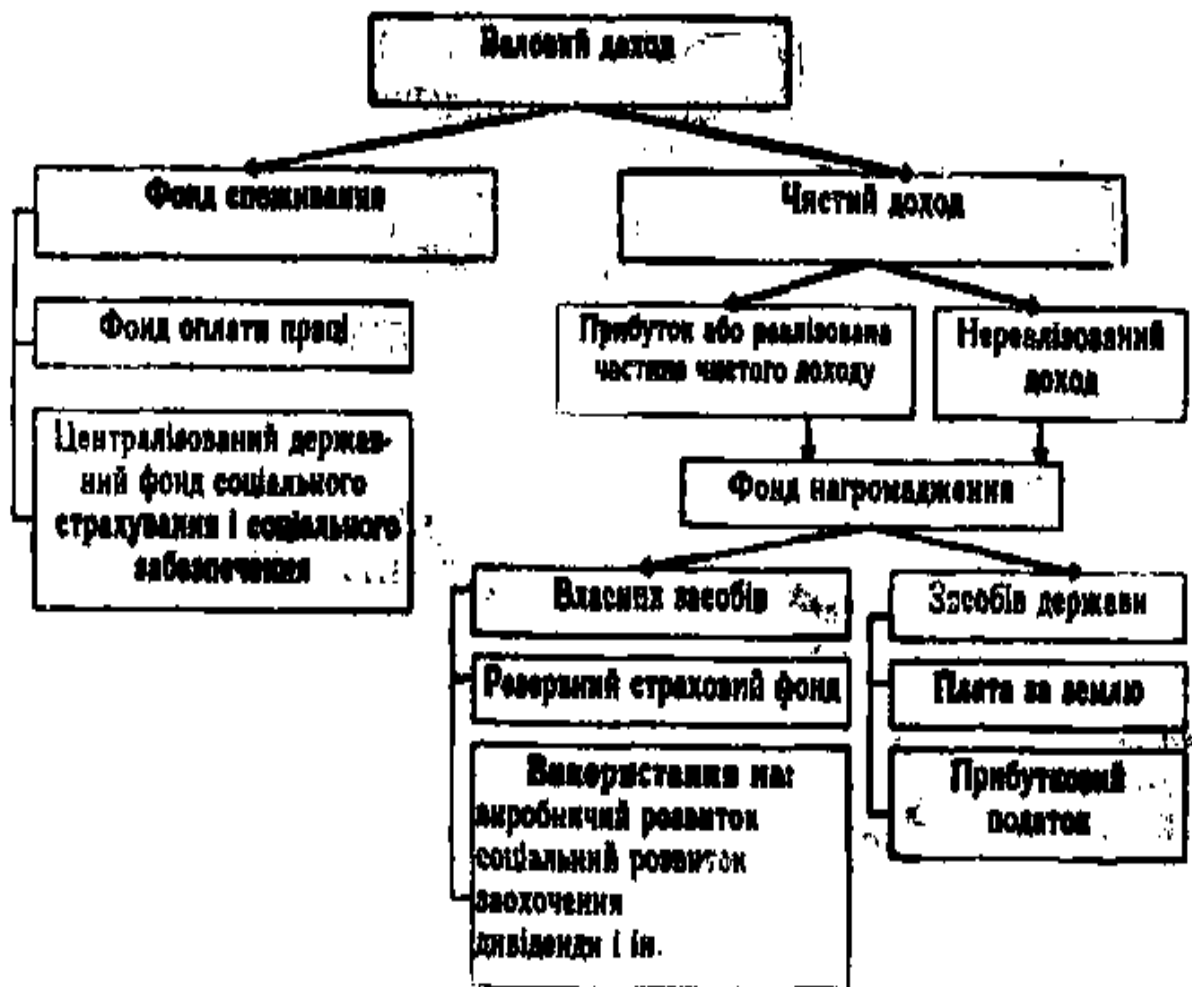 Валовий доход
Фонд споживання
Чистий доход
Фонд оплати праці
Прибуток або реалізована
частина чистого доходу
Нереалізований
доход
Централізований держав-
ний фонд соціального
страхування і соціального
забезпечення
Фонд нагромадження
Власних засобів
Засобів держави
Резервний страховий фонд
Плата за землю
Використання на:
виробничий розвиток
соціальний розвиток
заохочення
дивіденди і ін.
Прибутковий
податок